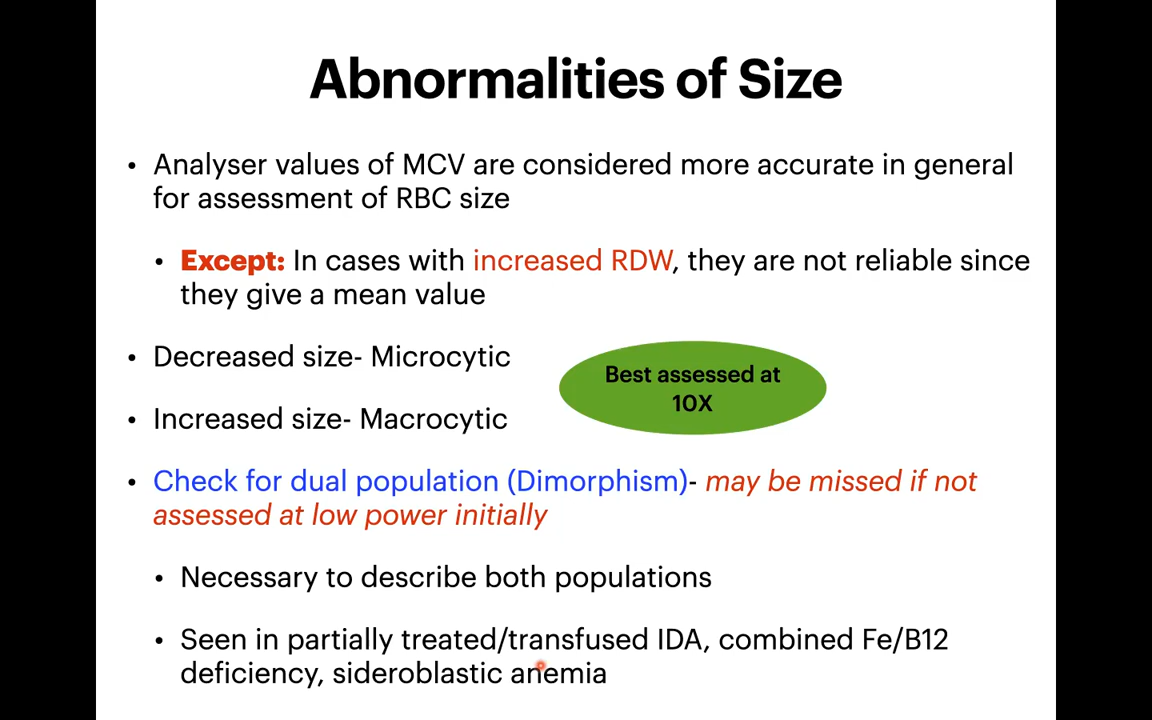 Abnormalities of Size
• Analyser values of MCV are considered more accurate in general
for assessment of RBC size
• Except: In cases with increased RDW, they are not reliable since
they give a mean value
• Decreased size- Microcytic
Best assessed at
10X
• Increased size- Macrocytic
• Check for dual population (Dimorphism)- may be missed if not
assessed at low power initially
• Necessary to describe both populations
• Seen in partially treated/transfused IDA, combined Fe/B12
deficiency, sideroblastic anemia